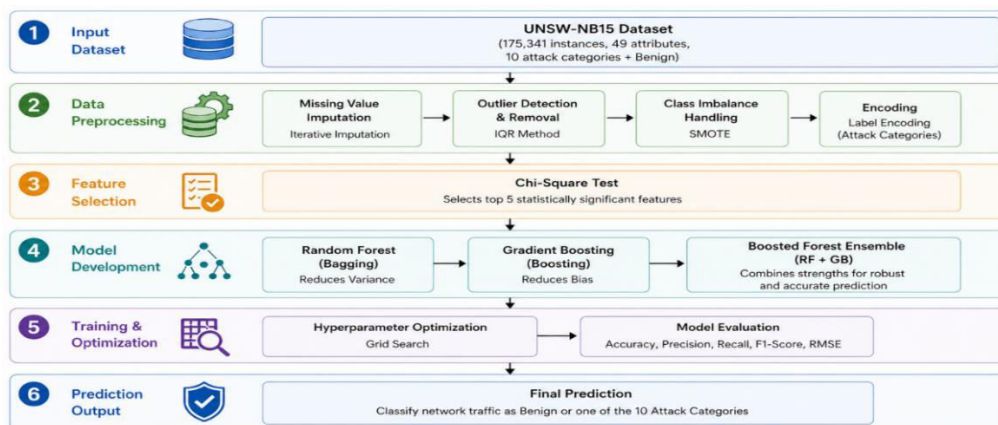 1
Input
Dataset
UNSW-NB15 Dataset
(175,341 instances, 49 attributes,
10 attack categories + Benign)
2
Data
Preprocessing
Missing Value
Imputation
Iterative Imputation
Outlier Detection
& Removal
IQR Method
Class Imbalance
Handling
SMOTE
Encoding
Label Encoding
(Attack Categories)
3
Feature
Selection
Chi-Square Test
Selects top 5 statistically significant features
4
Model
Development
Random Forest
(Bagging)
Reduces Variance
Gradient Boosting
(Boosting)
Reduces Bias
Boosted Forest Ensemble
(RF + GB)
Combines strengths for robust
and accurate prediction
5
Training &
Optimization
Hyperparameter Optimization
Grid Search
Model Evaluation
Accuracy, Precision, Recall, F1-Score, RMSE
6
Prediction
Output
Final Prediction
Classify network traffic as Benign or one of the 10 Attack Categories